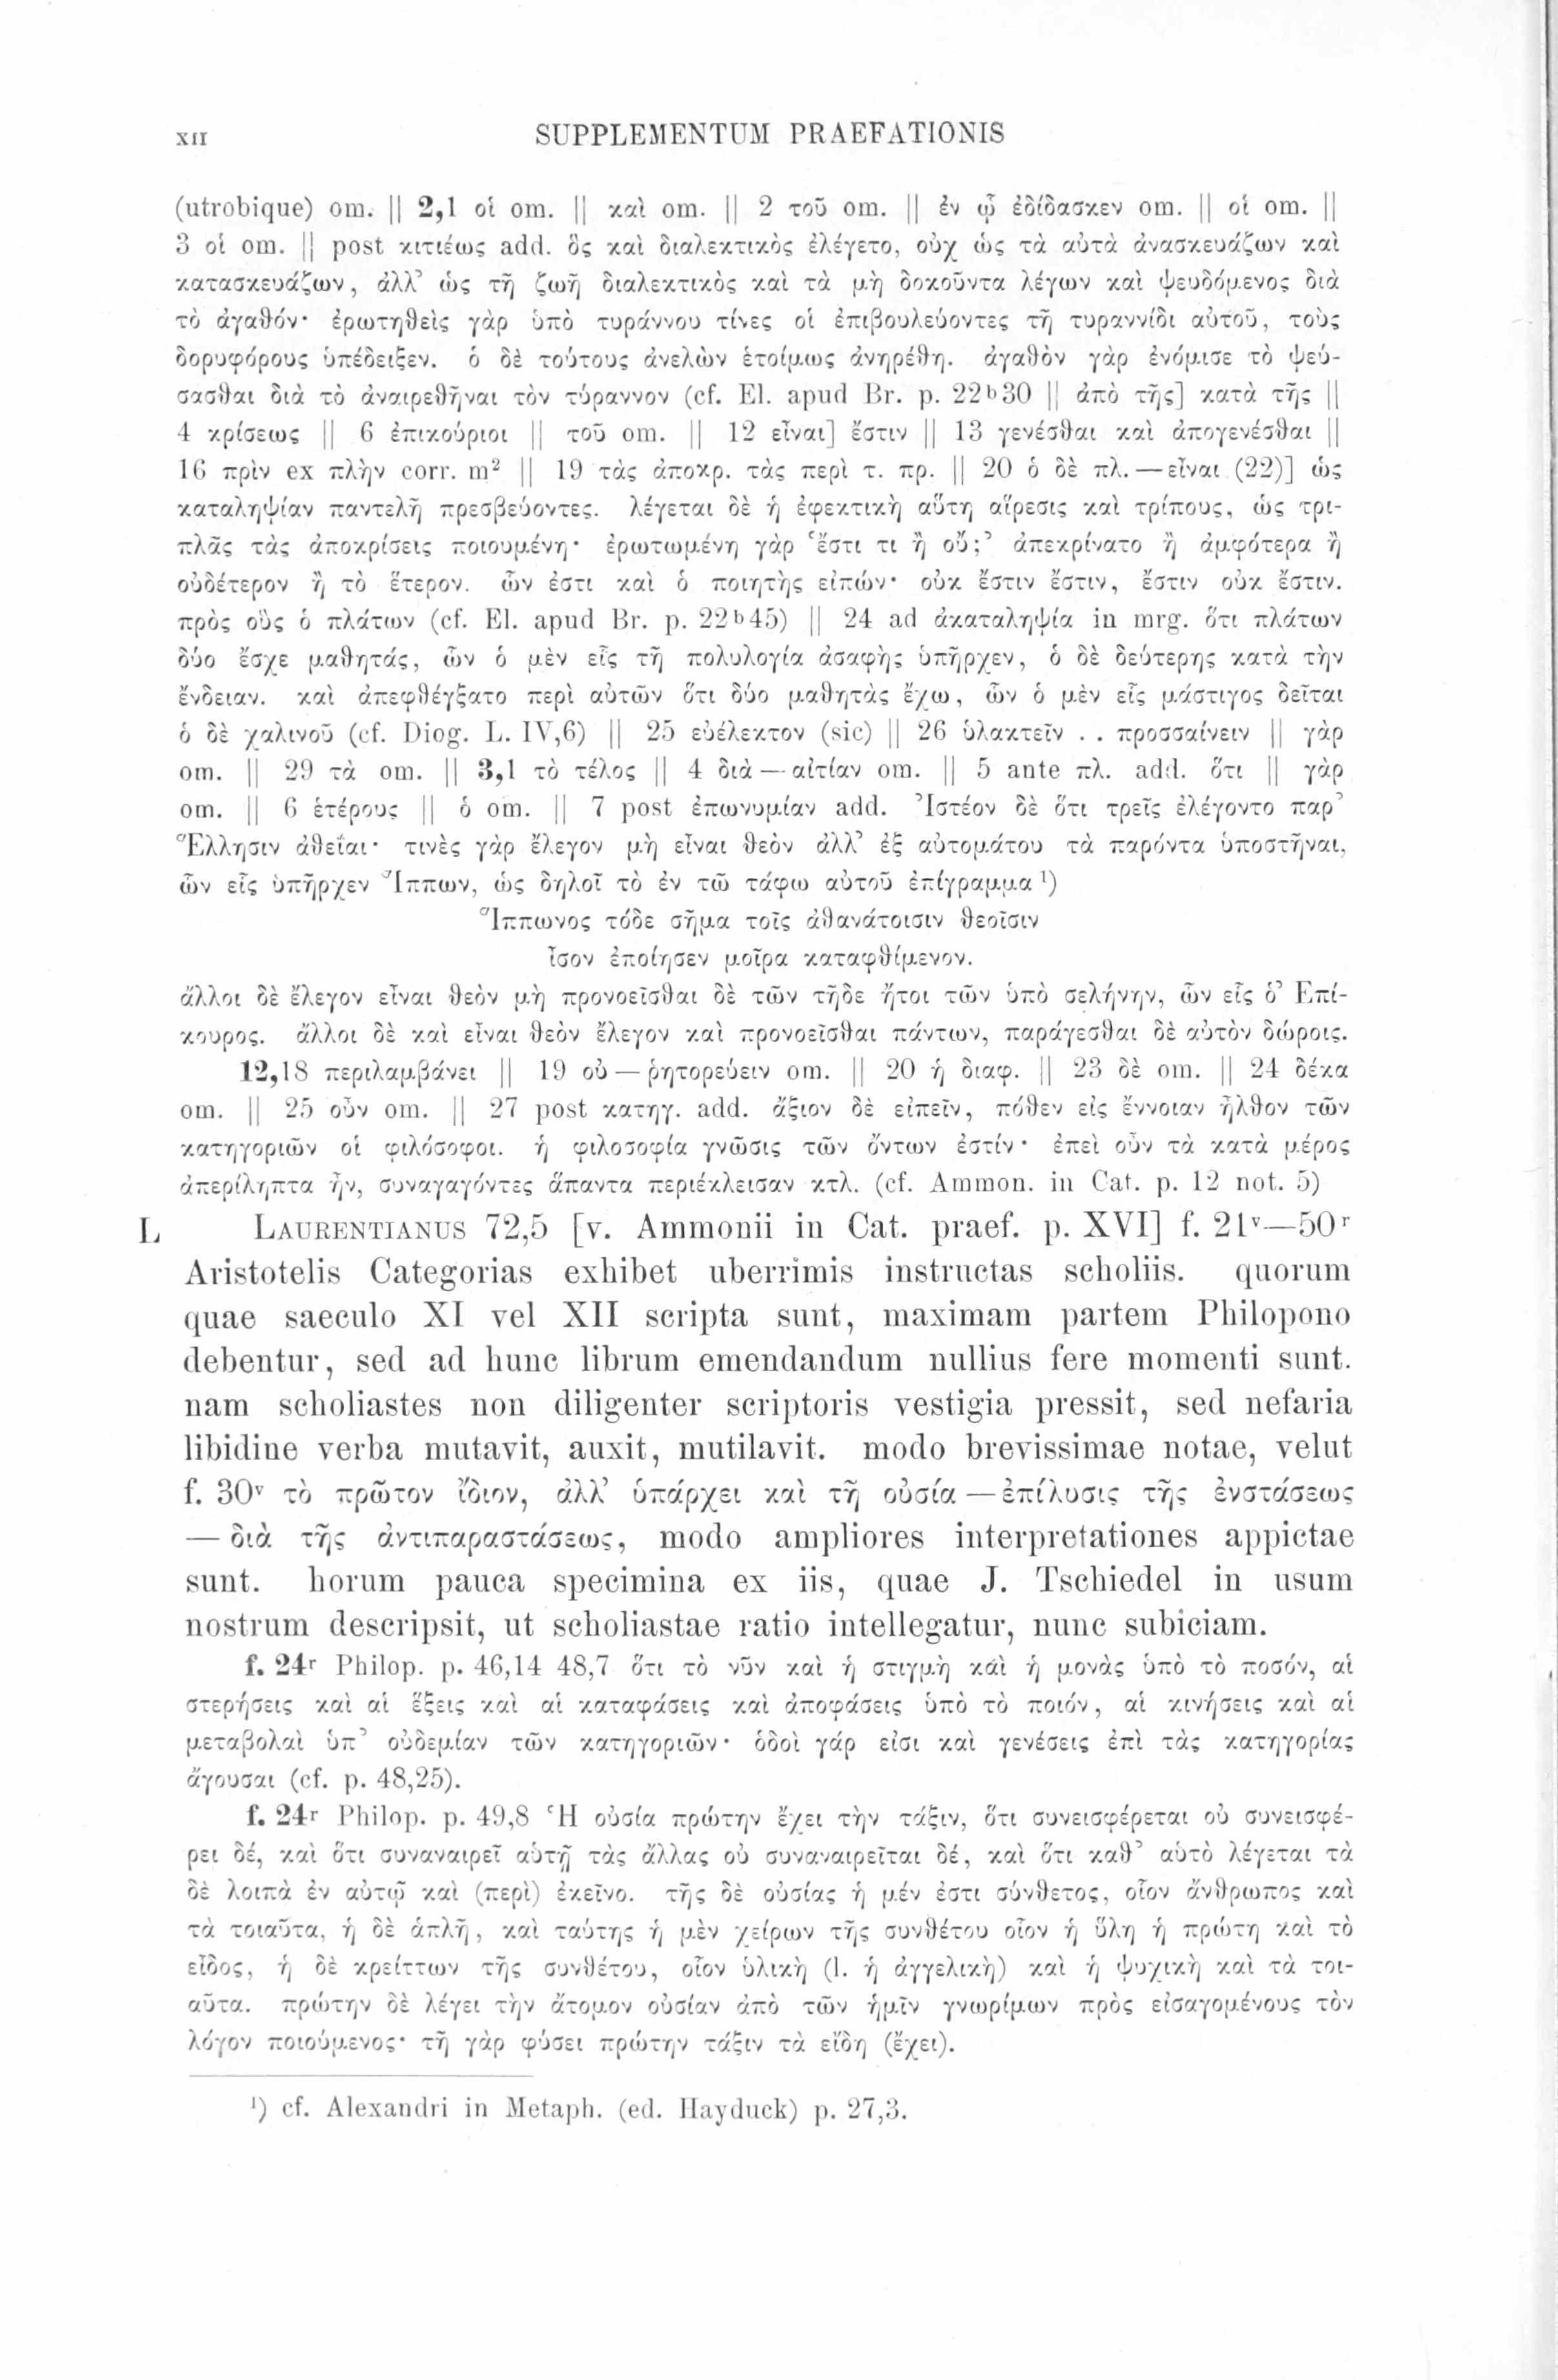 XII SUPPLEMENTUM PRAEFATIONIS
(utrobique) om. || 2,1 οἱ om. || καὶ om. || 2 τοῦ om. || ἐν ᾧ ἐδίδασκεν om. || οἱ om. ||
3 οἱ om. || post κιτιέως add. ὃς καὶ διαλεκτικὸς ἐλέγετο, οὐχ ὡς τὰ αὐτὰ ἀνασκευάζων καὶ
κατασκευάζων, ἀλλ’ ὡς τῆ ζωῆ διαλεκτικὸς καὶ τὰ μὴ δοκοῦντα λέγων καὶ ψευδόμενος διὰ
τὸ ἀγαθόν· ἐρωτηθεὶς γὰρ ὑπὸ τυράννου τίνες οἱ ἐπιβουλεύοντες τῆ τυραννίδι αὐτοῦ, τοὺς
δορυφόρους ὑπέδειξεν. ὁ δὲ τούτους ἀνελὼν ἑτοίμως ἀνηρέθη. ἀγαθὸν γὰρ ἐνόμισε τὸ ψεύ-
σασθαι διὰ τὸ ἀναιρεθῆναι τὸν τύραννον (cf. El. apud Br. p. 22ᵇ30 || ἀπὸ τῆς] κατὰ τῆς ||
4 κρίσεως || 6 ἐπικούριοι || τοῦ om. || 12 εἶναι] ἔστιν || 13 γενέσθαι καὶ ἀπογενέσθαι ||
16 πρὶν ex πλὴν corr. m² || 19 τὰς ἀποκρ. τὰς περὶ τ. πρ. || 20 ὁ δὲ πλ. — εἶναι (22)] ὡς
καταληψίαν παντελῆ πρεσβεύοντες. λέγεται δὲ ἡ ἐφεκτικὴ αὕτη αἵρεσις καὶ τρίπους, ὡς τρι-
πλᾶς τὰς ἀποκρίσεις ποιουμένη· ἐρωτωμένη γὰρ ‘ἔστι τι ἢ οὔ;’ ἀπεκρίνατο ἢ ἀμφότερα ἢ
οὐδέτερον ἢ τὸ ἕτερον. ὧν ἐστι καὶ ὁ ποιητὴς εἰπών· οὐκ ἔστιν ἔστιν, ἔστιν οὐκ ἔστιν.
πρὸς οὓς ὁ πλάτων (cf. El. apud Br. p. 22ᵇ45) || 24 ad ἀκαταληψία in mrg. ὅτι πλάτων
δύο ἔσχε μαθητάς, ὧν ὁ μὲν εἷς τῆ πολυλογία ἀσαφὴς ὑπῆρχεν, ὁ δὲ δεύτερης κατὰ τὴν
ἔνδειαν. καὶ ἀπεφθέγξατο περὶ αὐτῶν ὅτι δύο μαθητὰς ἔχω, ὧν ὁ μὲν εἷς μάστιγος δεῖται
ὁ δὲ χαλινοῦ (cf. Diog. L. IV,6) || 25 εὐέλεκτον (sic) || 26 ὑλακτεῖν . . προσσαίνειν || γὰρ
om. || 29 τὰ om. || 3,1 τὸ τέλος || 4 διὰ — αἰτίαν om. || 5 ante πλ. add. ὅτι || γὰρ
om. || 6 ἑτέρους || ὁ om. || 7 post ἐπωνυμίαν add. Ἰστέον δὲ ὅτι τρεῖς ἐλέγοντο παρ’
Ἕλλησιν ἀθεΐαι· τινὲς γὰρ ἔλεγον μὴ εἶναι θεὸν ἀλλ’ ἐξ αὐτομάτου τὰ παρόντα ὑποστῆναι,
ὧν εἷς ὑπῆρχεν Ἵππων, ὡς δηλοῖ τὸ ἐν τῶ τάφω αὐτοῦ ἐπίγραμμα ¹)
Ἵππωνος τόδε σῆμα τοῖς ἀθανάτοισιν θεοῖσιν
ἶσον ἐποίησεν μοῖρα καταφθίμενον.
ἄλλοι δὲ ἔλεγον εἶναι θεὸν μὴ προνοεῖσθαι δὲ τῶν τῆδε ἤτοι τῶν ὑπὸ σελήνην, ὧν εἷς ὁ’ Ἐπί-
κουρος. ἄλλοι δὲ καὶ εἶναι θεὸν ἔλεγον καὶ προνοεῖσθαι πάντων, παράγεσθαι δὲ αὐτὸν δώροις.
12,18 περιλαμβάνει || 19 οὐ — ῥητορεύειν om. || 20 ἡ διαφ. || 23 δὲ om. || 24 δέκα
om. || 25 οὖν om. || 27 post κατηγ. add. ἄξιον δὲ εἰπεῖν, πόθεν εἰς ἔννοιαν ἦλθον τῶν
κατηγοριῶν οἱ φιλόσοφοι. ἡ φιλοσοφία γνῶσις τῶν ὄντων ἐστίν· ἐπεὶ οὖν τὰ κατὰ μέρος
ἀπερίληπτα ἦν, συναγαγόντες ἅπαντα περιέκλεισαν κτλ. (cf. Ammon. in Cat. p. 12 not. 5)
L LAURENTIANUS 72,5 [v. Ammonii in Cat. praef. p. XVI] f. 21ᵛ—50ʳ
Aristotelis Categorias exhibet uberrimis instructas scholiis. quorum
quae saeculo XI vel XII scripta sunt, maximam partem Philopono
debentur, sed ad hunc librum emendandum nullius fere momenti sunt.
nam scholiastes non diligenter scriptoris vestigia pressit, sed nefaria
libidine verba mutavit, auxit, mutilavit. modo brevissimae notae, velut
f. 30ᵛ τὸ πρῶτον ἴδιον, ἀλλ’ ὑπάρχει καὶ τῆ οὐσία — ἐπίλυσις τῆς ἐνστάσεως
— διὰ τῆς ἀντιπαραστάσεως, modo ampliores interpretationes appictae
sunt. horum pauca specimina ex iis, quae J. Tschiedel in usum
nostrum descripsit, ut scholiastae ratio intellegatur, nunc subiciam.
f. 24ʳ Philop. p. 46,14 48,7 ὅτι τὸ νῦν καὶ ἡ στιγμὴ καὶ ἡ μονὰς ὑπὸ τὸ ποσόν, αἱ
στερήσεις καὶ αἱ ἕξεις καὶ αἱ καταφάσεις καὶ ἀποφάσεις ὑπὸ τὸ ποιόν, αἱ κινήσεις καὶ αἱ
μεταβολαὶ ὑπ’ οὐδεμίαν τῶν κατηγοριῶν· ὁδοὶ γάρ εἰσι καὶ γενέσεις ἐπὶ τὰς κατηγορίας
ἄγουσαι (cf. p. 48,25).
f. 24ʳ Philop. p. 49,8 Ἡ οὐσία πρώτην ἔχει τὴν τάξιν, ὅτι συνεισφέρεται οὐ συνεισφέ-
ρει δέ, καὶ ὅτι συναναιρεῖ αὑτῇ τὰς ἄλλας οὐ συναναιρεῖται δέ, καὶ ὅτι καθ’ αὑτὸ λέγεται τὰ
δὲ λοιπὰ ἐν αὐτῷ καὶ (περὶ) ἐκεῖνο. τῆς δὲ οὐσίας ἡ μέν ἐστι σύνθετος, οἷον ἄνθρωπος καὶ
τὰ τοιαῦτα, ἡ δὲ ἁπλῆ, καὶ ταύτης ἡ μὲν χείρων τῆς συνθέτου οἷον ἡ ὕλη ἡ πρώτη καὶ τὸ
εἶδος, ἡ δὲ κρείττων τῆς συνθέτου, οἷον ὑλικὴ (l. ἡ ἀγγελικὴ) καὶ ἡ ψυχικὴ καὶ τὰ τοι-
αῦτα. πρώτην δὲ λέγει τὴν ἄτομον οὐσίαν ἀπὸ τῶν ἡμῖν γνωρίμων πρὸς εἰσαγομένους τὸν
λόγον ποιούμενος· τῆ γὰρ φύσει πρώτην τάξιν τὰ εἴδη (ἔχει).
¹) cf. Alexandri in Metaph. (ed. Hayduck) p. 27,3.